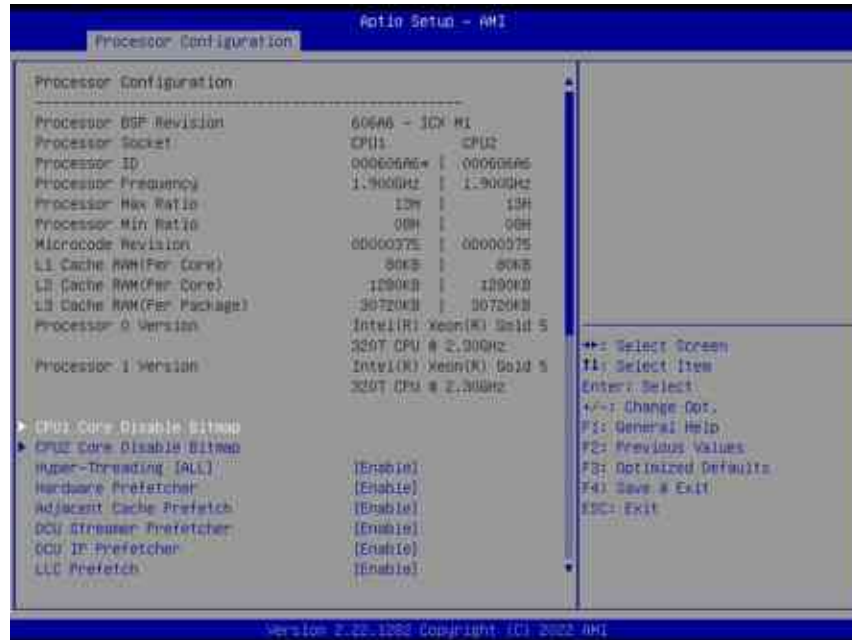 Aptio Setup - AMI
Processor Configuration
Processor Configuration
Processor BSP Revision 606A6 - ICX M1
Processor Socket CPU1 CPU2
Processor ID 000606A6* | 000606A6
Processor Frequency 1.900GHz | 1.900GHz
Processor Max Ratio 13H | 13H
Processor Min Ratio 08H | 08H
Microcode Revision 0D000375 | 0D000375
L1 Cache RAM(Per Core) 80KB | 80KB
L2 Cache RAM(Per Core) 1280KB | 1280KB
L3 Cache RAM(Per Package) 30720KB | 30720KB
Processor 0 Version Intel(R) Xeon(R) Gold 5
320T CPU @ 2.30GHz
Processor 1 Version Intel(R) Xeon(R) Gold 5
320T CPU @ 2.30GHz
CPU1 Core Disable Bitmap
CPU2 Core Disable Bitmap
Hyper-Threading [ALL] [Enable]
Hardware Prefetcher [Enable]
Adjacent Cache Prefetch [Enable]
DCU Streamer Prefetcher [Enable]
DCU IP Prefetcher [Enable]
LLC Prefetch [Enable]
: Select Screen
: Select Item
Enter: Select
+/-: Change Opt.
F1: General Help
F2: Previous Values
F3: Optimized Defaults
F4: Save & Exit
ESC: Exit
Version 2.22.1282 Copyright (C) 2022 AMI